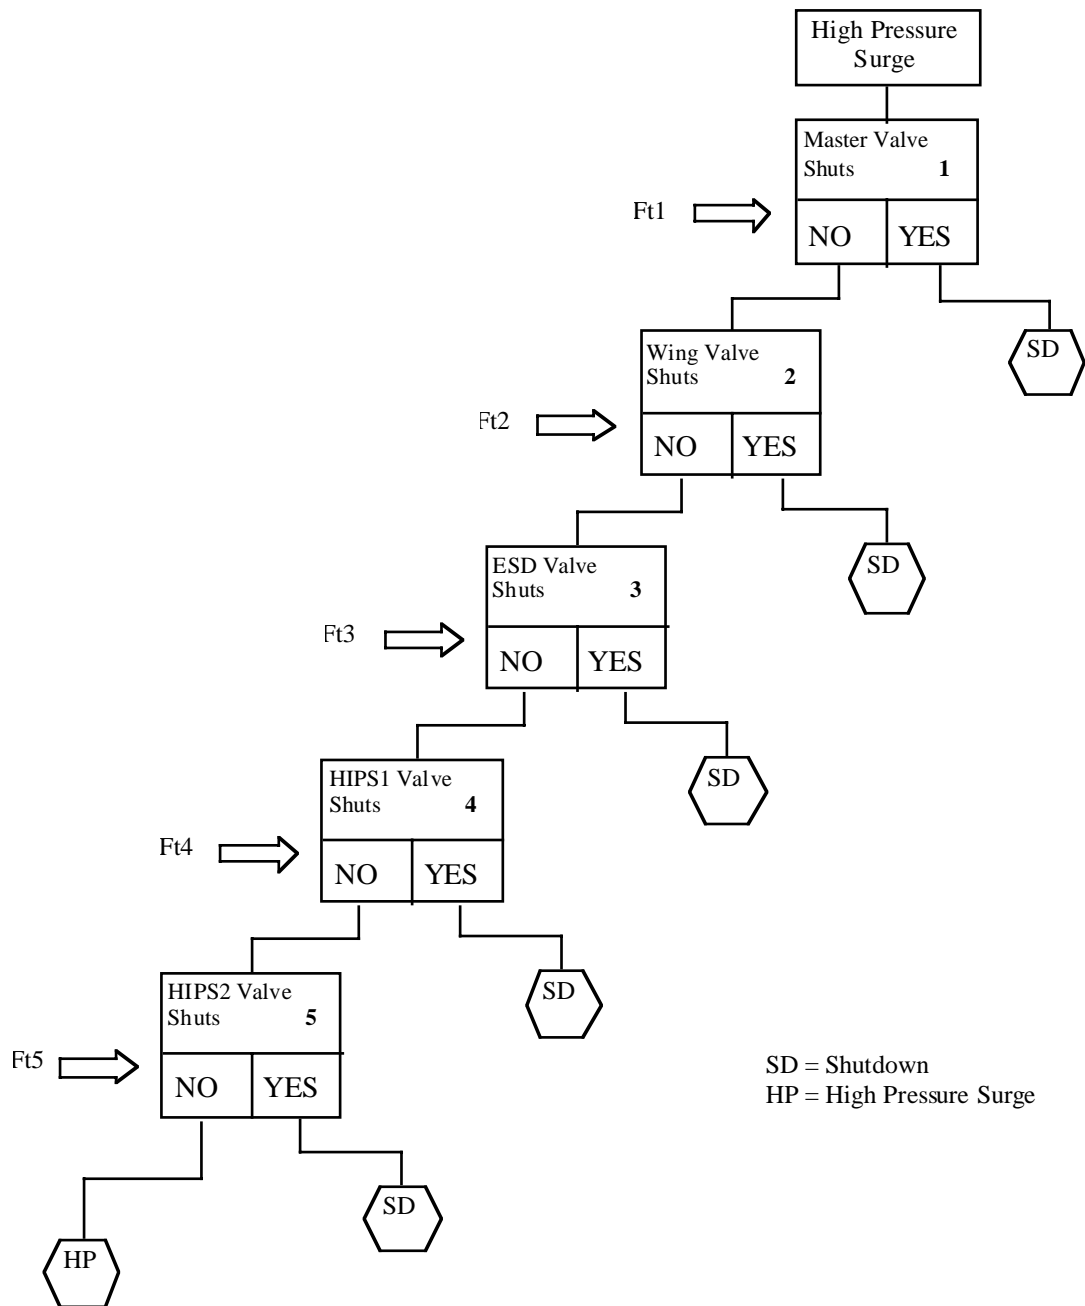 High Pressure
Surge
Master Valve
Shuts 1
Ft1
NO YES
SD
Wing Valve
Shuts 2
Ft2
NO YES
SD
ESD Valve
Shuts 3
Ft3
NO YES
SD
HIPS1 Valve
Shuts 4
Ft4
NO YES
SD
HIPS2 Valve
Shuts 5
Ft5
NO YES
SD = Shutdown
HP = High Pressure Surge
SD
HP